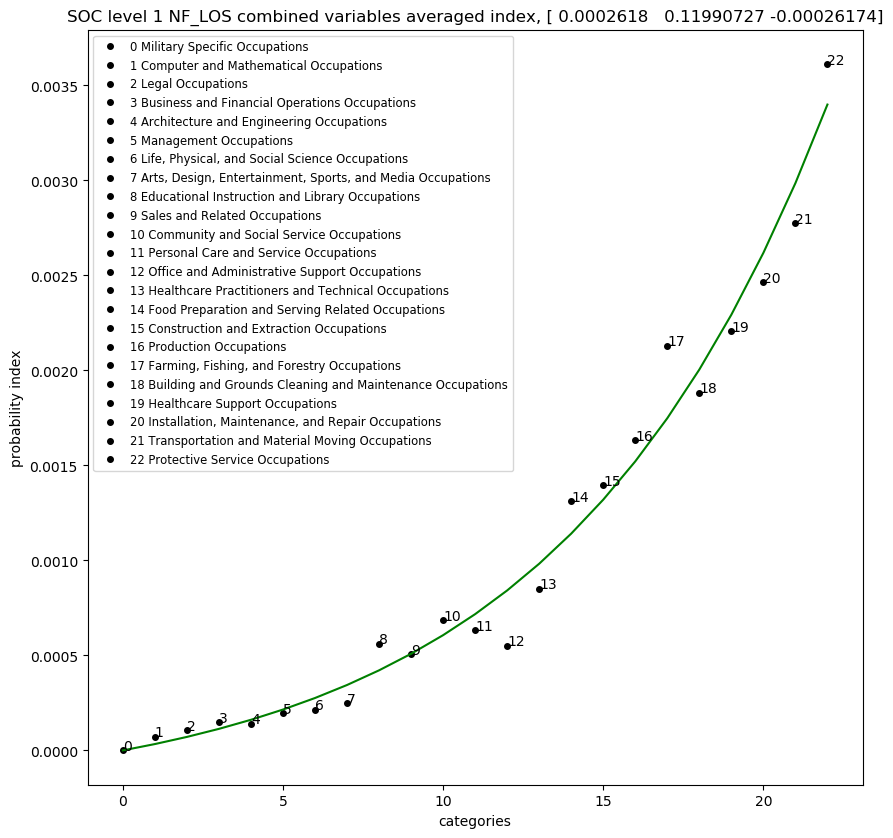 SOC level 1 NF_LOS combined variables averaged index, [ 0.0002618   0.11990727 -0.00026174]
0 Military Specific Occupations
1 Computer and Mathematical Occupations
2 Legal Occupations
3 Business and Financial Operations Occupations
4 Architecture and Engineering Occupations
5 Management Occupations
6 Life, Physical, and Social Science Occupations
7 Arts, Design, Entertainment, Sports, and Media Occupations
8 Educational Instruction and Library Occupations
9 Sales and Related Occupations
10 Community and Social Service Occupations
11 Personal Care and Service Occupations
12 Office and Administrative Support Occupations
13 Healthcare Practitioners and Technical Occupations
14 Food Preparation and Serving Related Occupations
15 Construction and Extraction Occupations
16 Production Occupations
17 Farming, Fishing, and Forestry Occupations
18 Building and Grounds Cleaning and Maintenance Occupations
19 Healthcare Support Occupations
20 Installation, Maintenance, and Repair Occupations
21 Transportation and Material Moving Occupations
22 Protective Service Occupations
probability index
0.0035
0.0030
0.0025
0.0020
0.0015
0.0010
0.0005
0.0000
0
1
2
3
4
5
6
7
8
9
10
11
12
13
14
15
16
17
18
19
20
21
22
0
5
10
15
20
categories